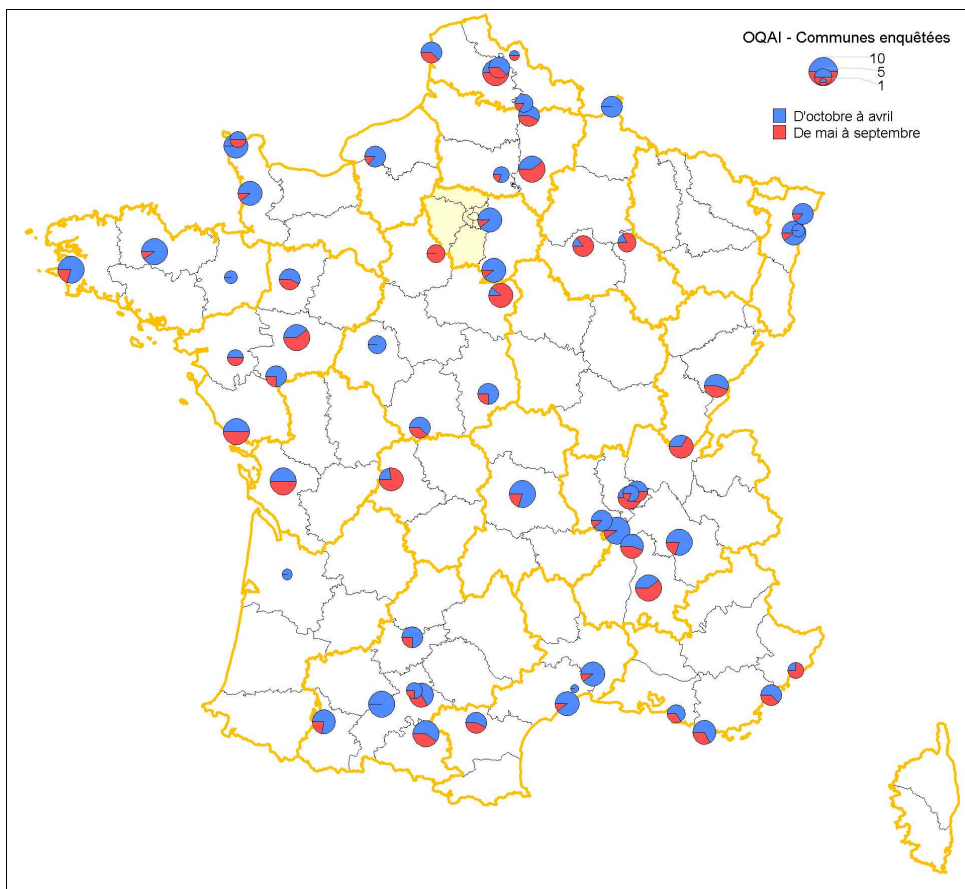 OQAI - Communes enquêtées
10
5
1
D'octobre à avril
De mai à septembre